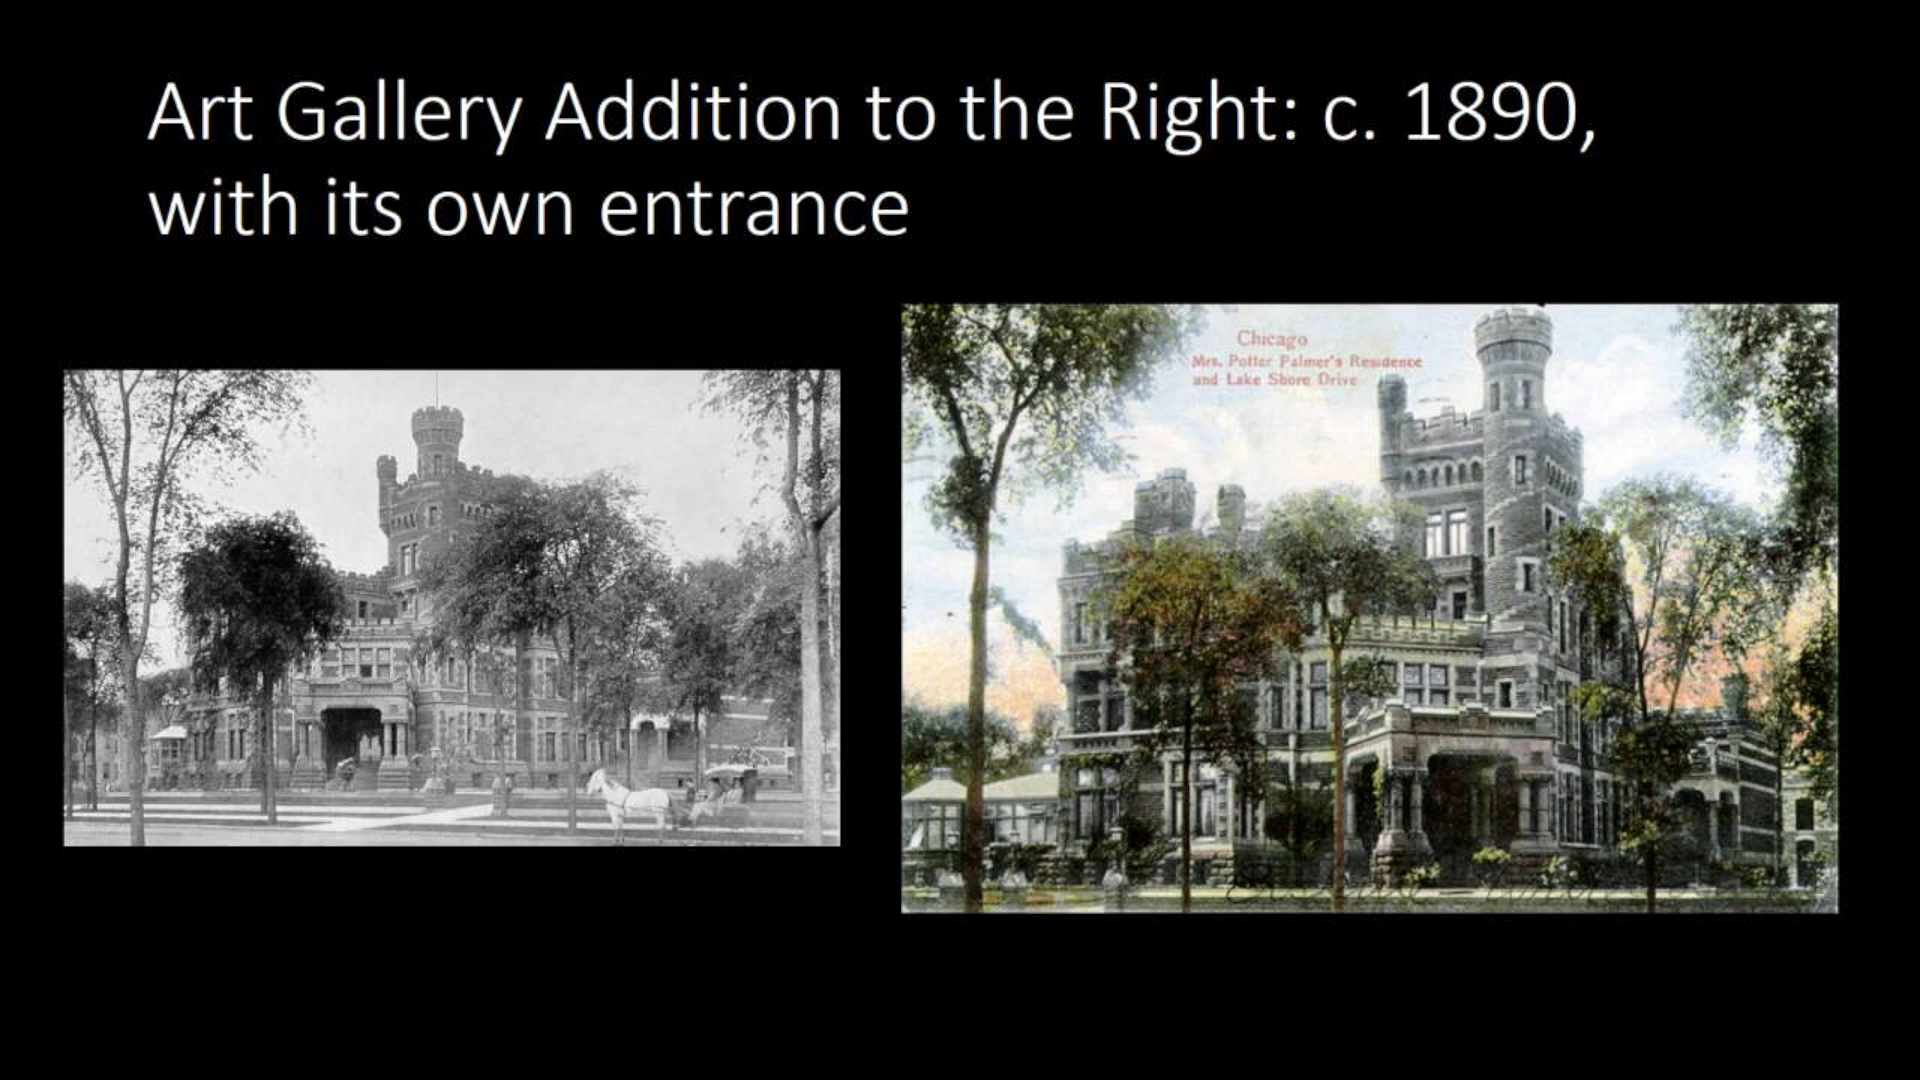 Art Gallery Addition to the Right: c. 1890,
with its own entrance
Chicago
Mrs. Potter Palmer's Residence
and Lake Shore Drive